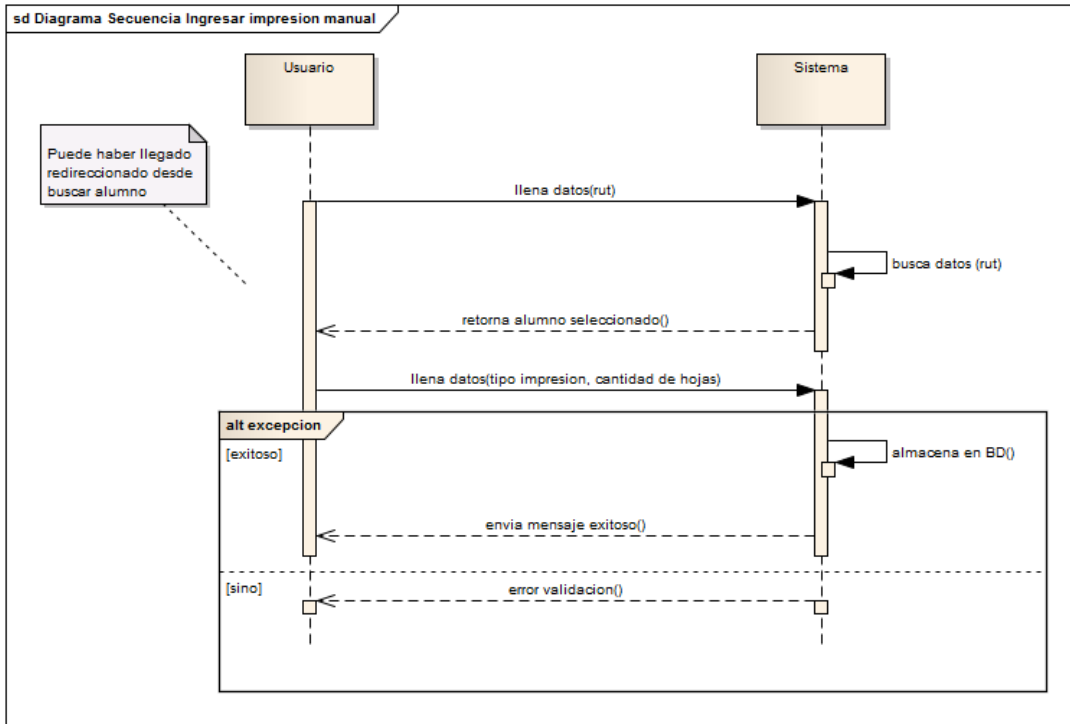 sd Diagrama Secuencia Ingresar impresion manual
Usuario
Sistema
Puede haber llegado
redireccionado desde
buscar alumno
llena datos(rut)
busca datos (rut)
retorna alumno seleccionado()
llena datos(tipo impresion, cantidad de hojas)
alt excepcion
[exitoso]
almacena en BD()
envia mensaje exitoso()
[sino]
error validacion()